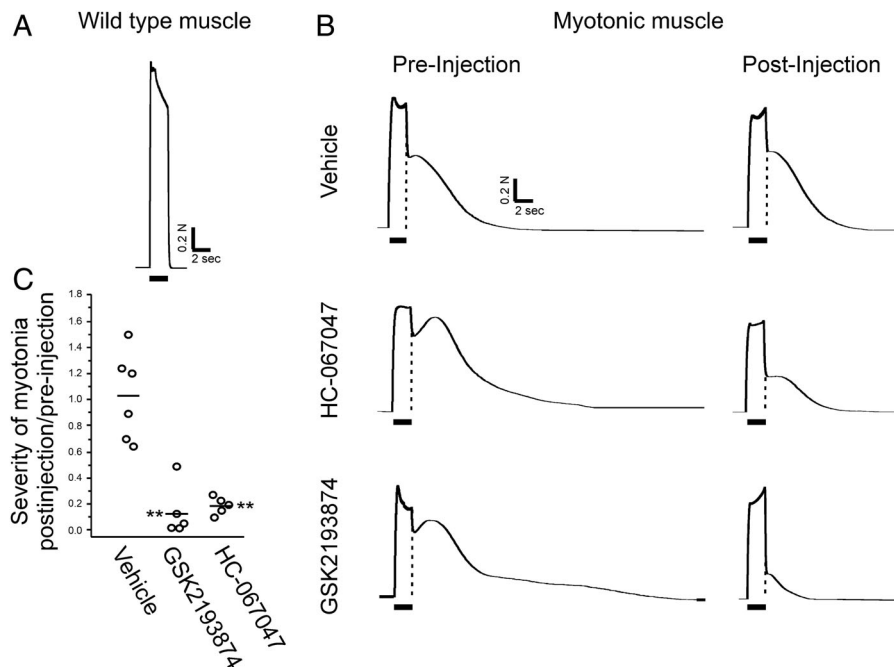 A
Wild type muscle
0.2 N
2 sec
B
Myotonic muscle
Pre-Injection
Post-Injection
Vehicle
0.2 N
2 sec
HC-067047
GSK2193874
C
Severity of myotonia
postinjection/pre-injection
1.8
1.6
1.4
1.2
1.0
0.8
0.6
0.4
0.2
0.0
**
**
Vehicle
GSK2193874
HC-067047